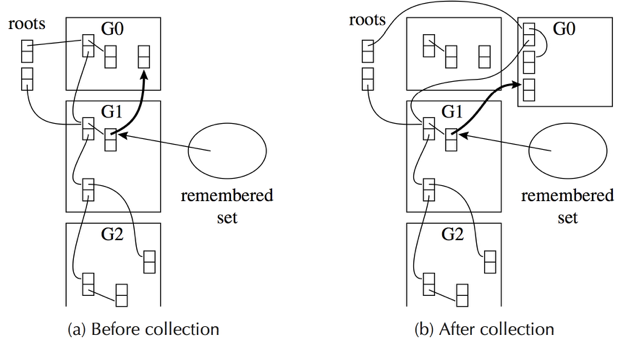 roots
G0
G1
remembered
set
G2
(a) Before collection
roots
G0
G1
remembered
set
G2
(b) After collection